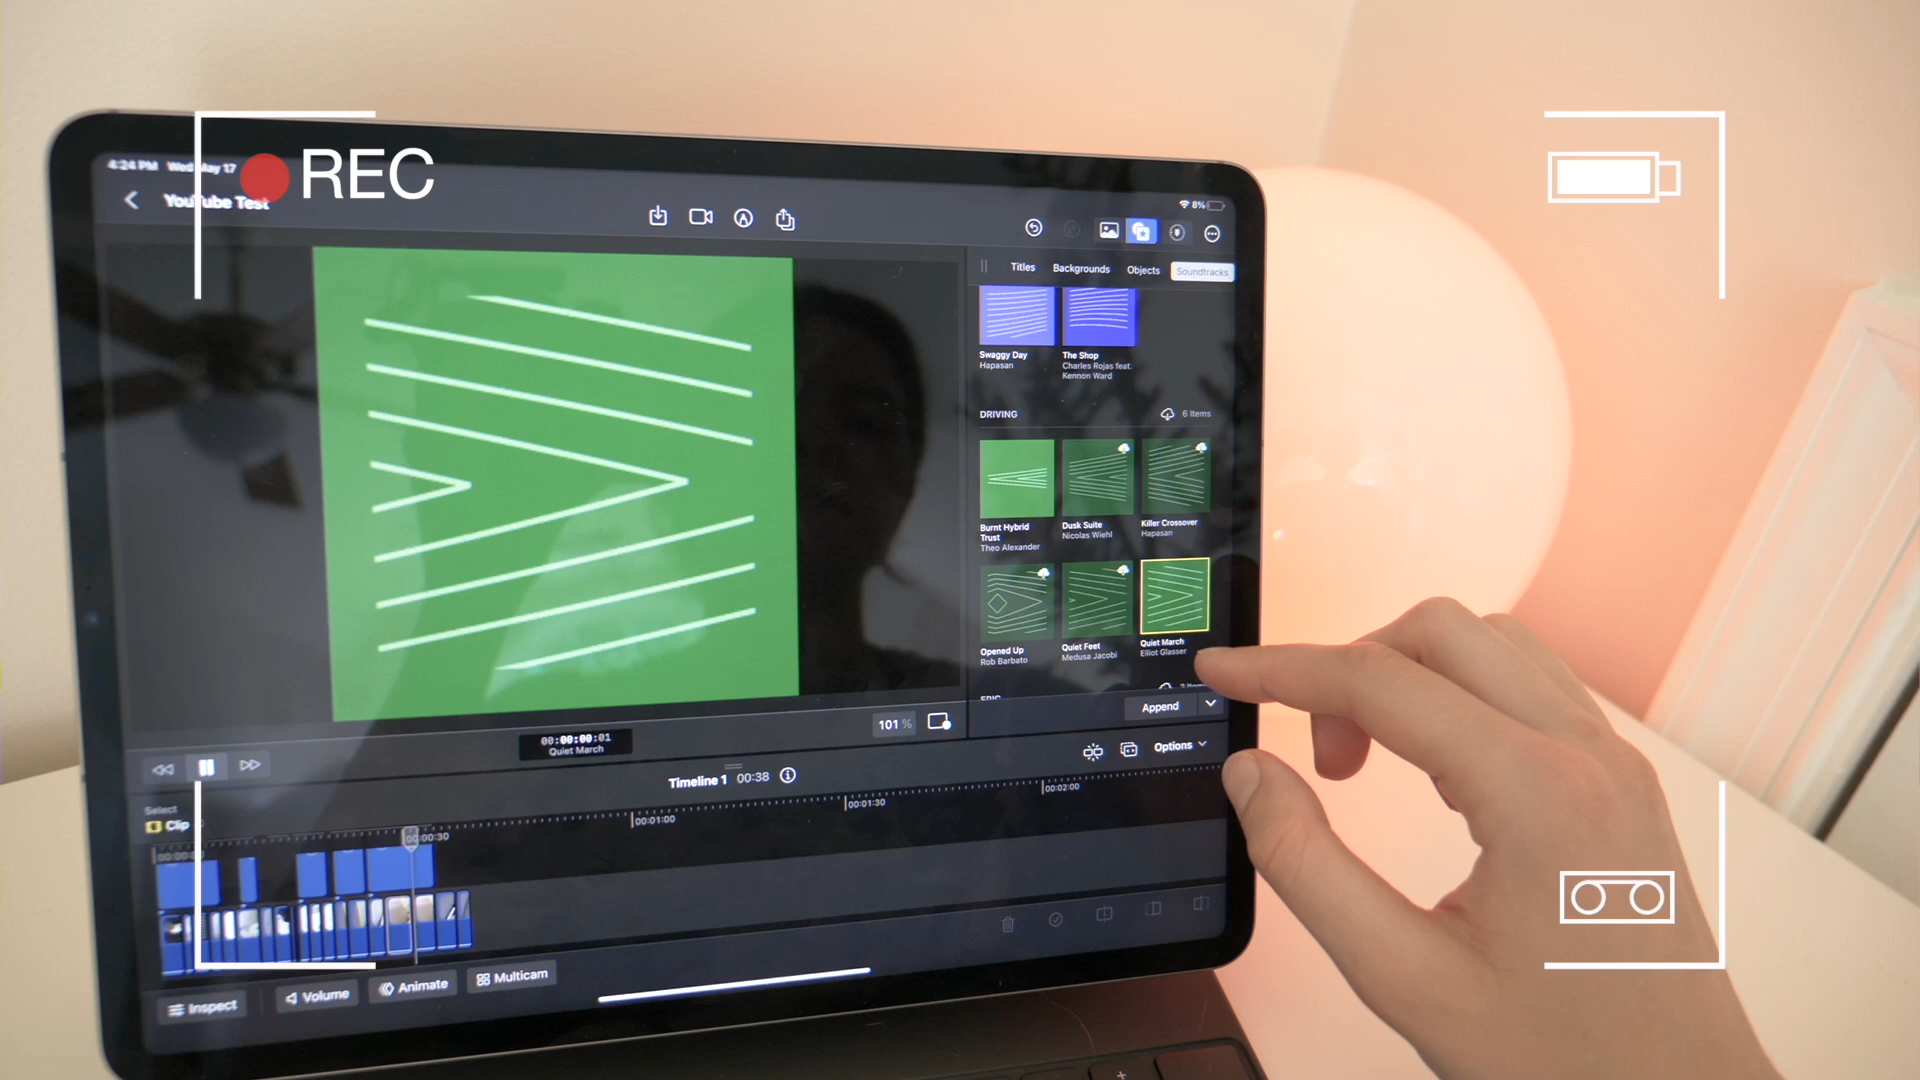 REC
4:24 PM Wed May 17
8%
YouTube Test
Titles Backgrounds Objects Soundtracks
Swaggy Day
Hapasan
The Shop
Charles Rojas feat.
Kennon Ward
DRIVING
6 Items
Burnt Hybrid
Trust
Theo Alexander
Dusk Suite
Nicolas Wiehl
Killer Crossover
Hapasan
Opened Up
Rob Barbato
Quiet Feet
Medusa Jacobi
Quiet March
Elliot Glasser
EPIC
Append
101 %
00:00:00:01
Quiet March
Options
Timeline 1 00:38
Select
Clip
00:00:30
00:01:00
00:01:30
00:02:00
Inspect
Volume
Animate
Multicam